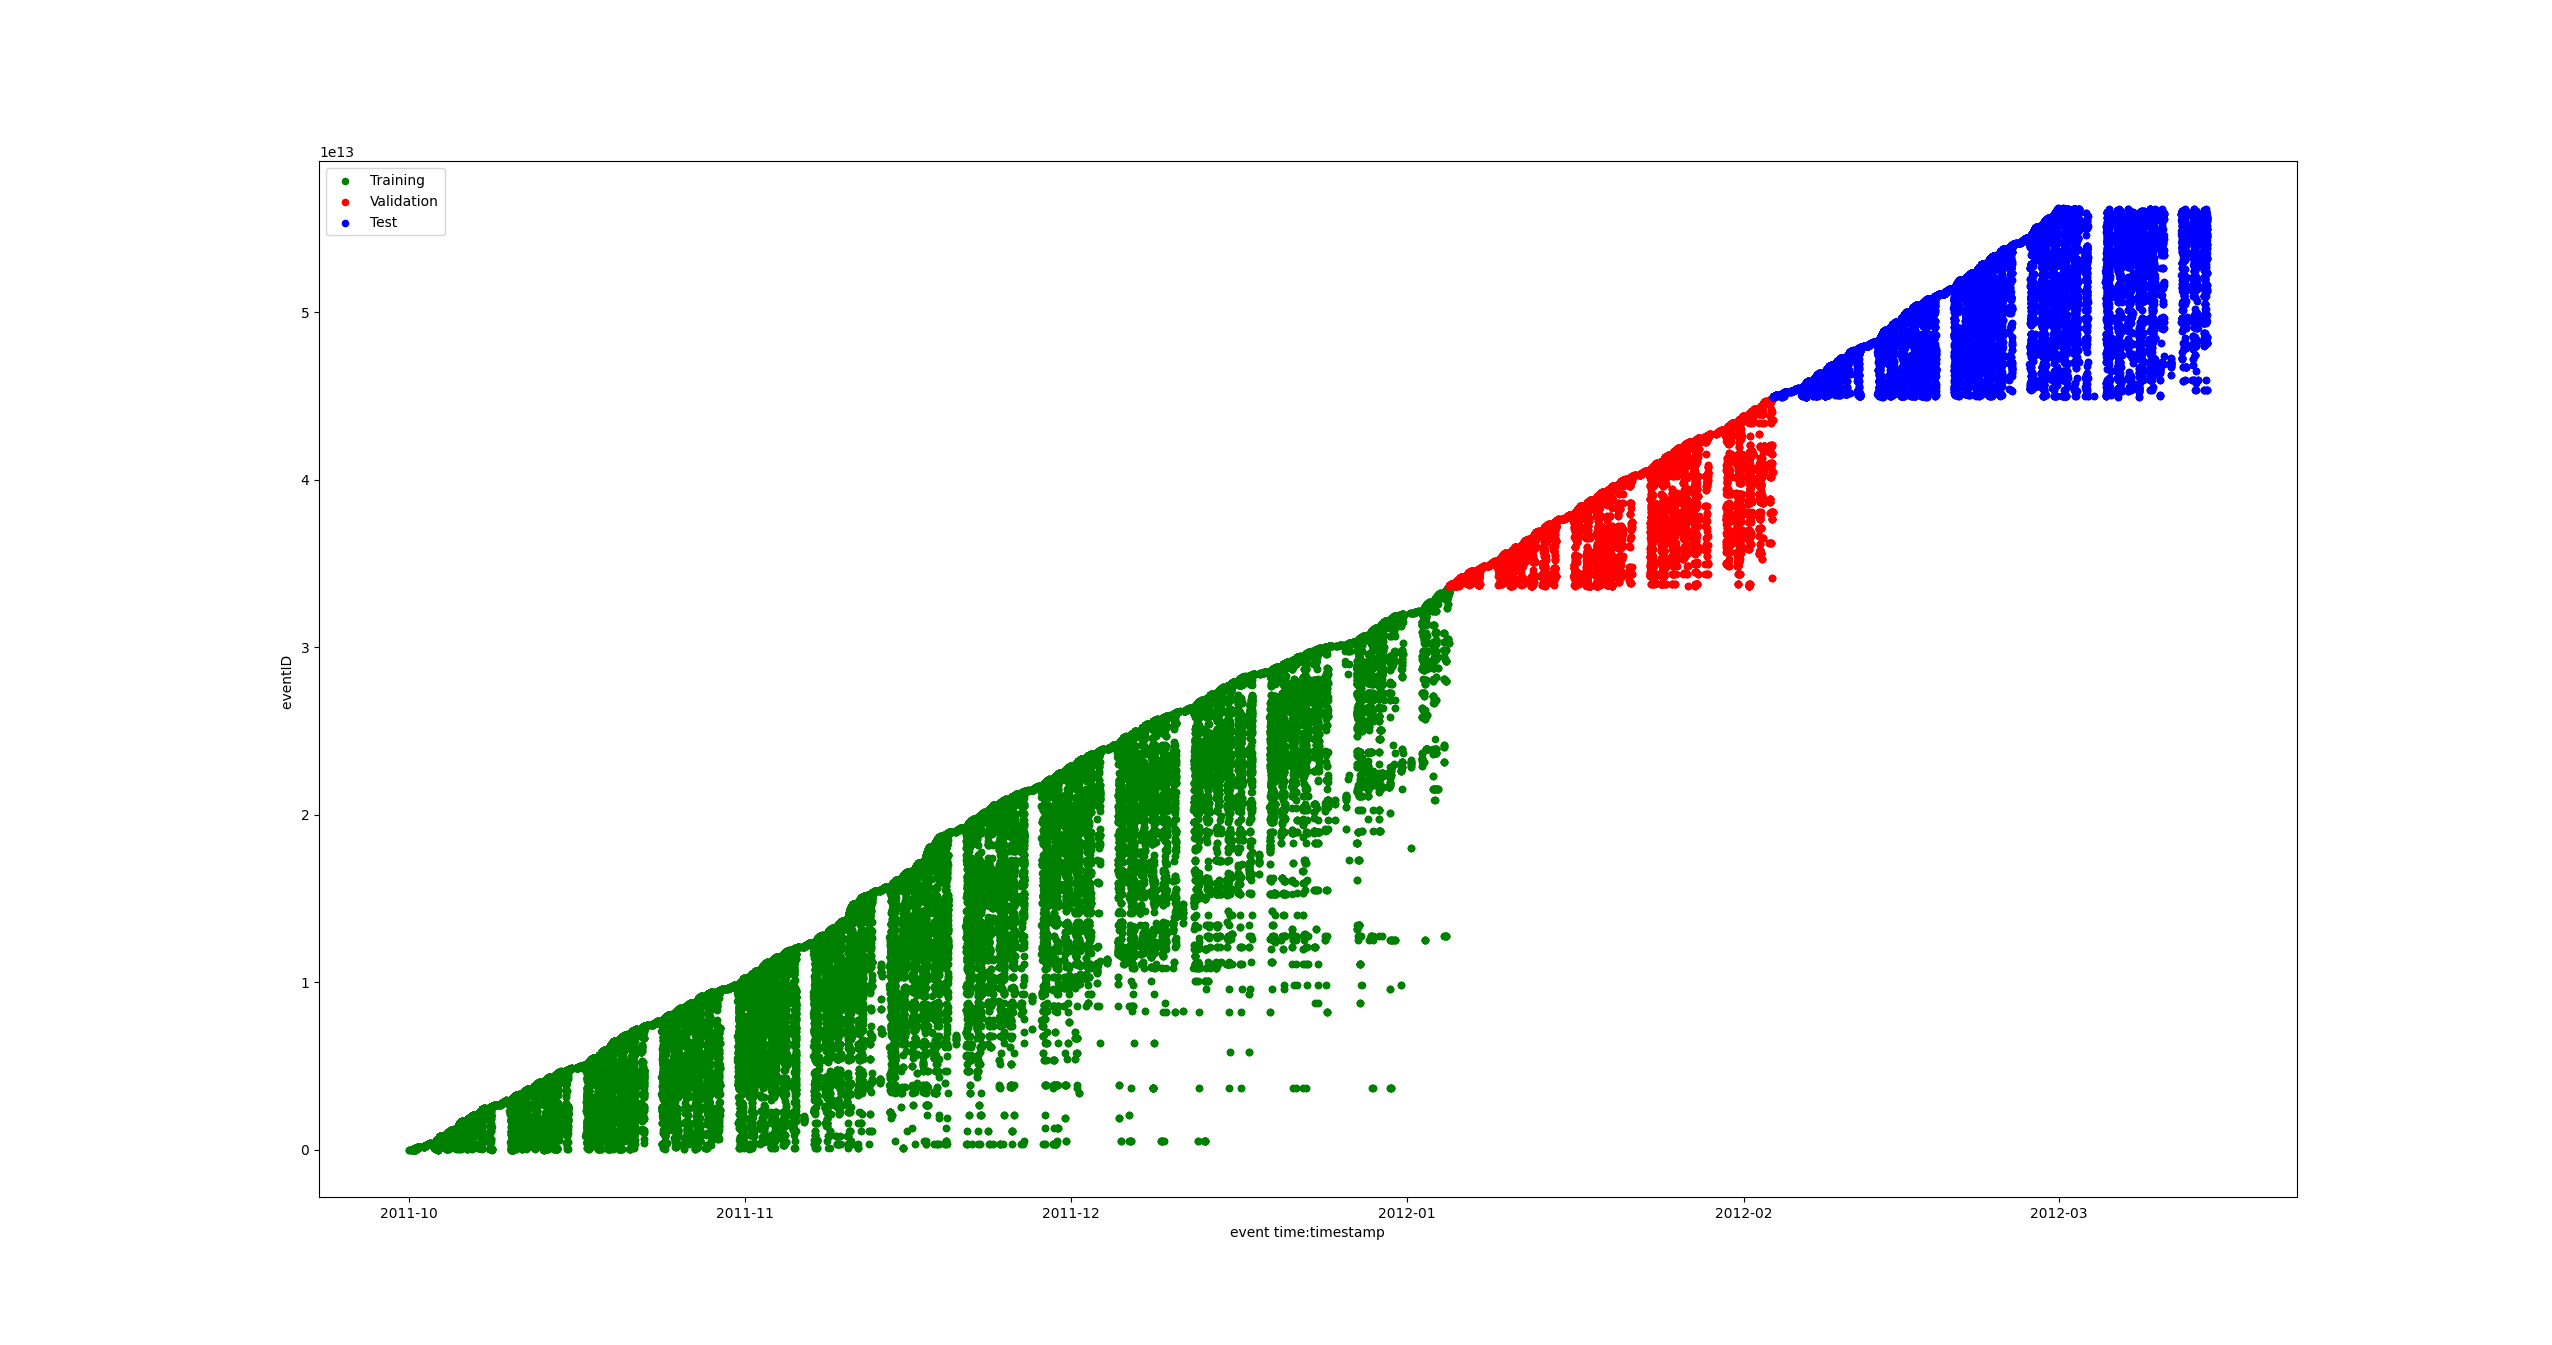 1e13
Training
Validation
Test
5
4
3
2
1
0
eventID
2011-10 2011-11 2011-12 2012-01 2012-02 2012-03
event time:timestamp